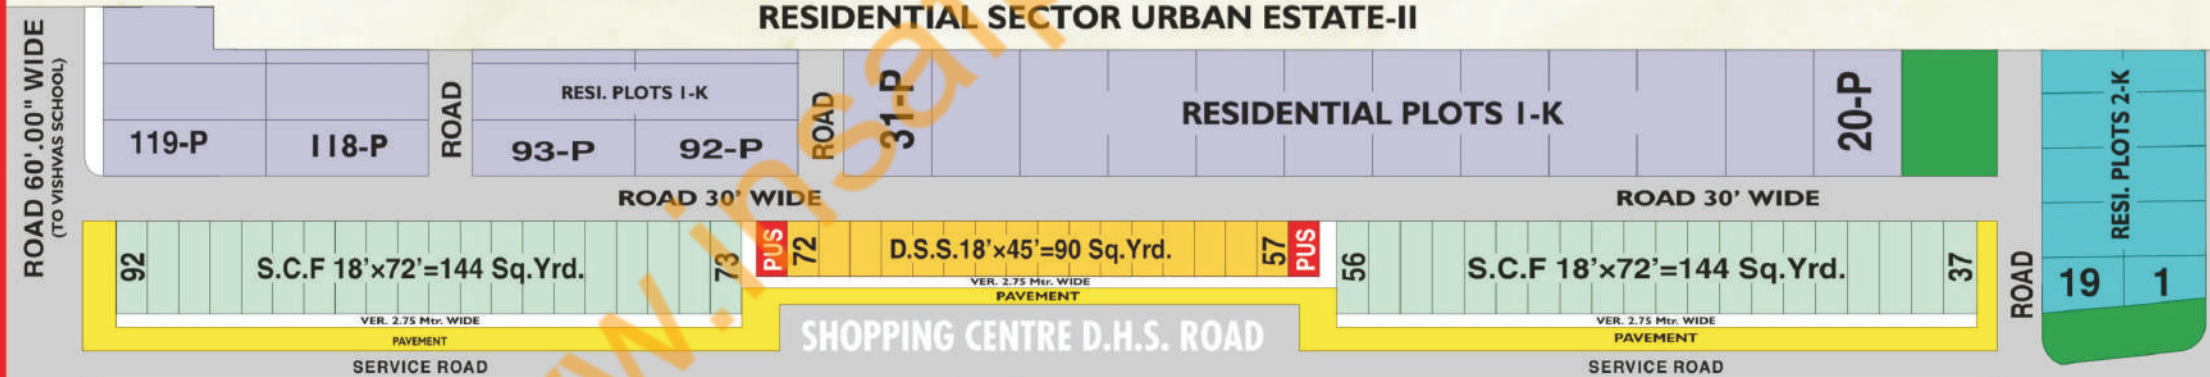 RESIDENTIAL SECTOR URBAN ESTATE-II
ROAD 60'.00" WIDE
(TO VISHVAS SCHOOL)
119-P
118-P
ROAD
RESI. PLOTS 1-K
93-P
92-P
ROAD
31-P
RESIDENTIAL PLOTS 1-K
20-P
RESI. PLOTS 2-K
19
1
ROAD
ROAD 30' WIDE
ROAD 30' WIDE
92
S.C.F 18'×72'=144 Sq.Yrd.
73
PUS
72
D.S.S.18'×45'=90 Sq.Yrd.
57
PUS
56
S.C.F 18'×72'=144 Sq.Yrd.
37
VER. 2.75 Mtr. WIDE
PAVEMENT
VER. 2.75 Mtr. WIDE
PAVEMENT
VER. 2.75 Mtr. WIDE
PAVEMENT
SHOPPING CENTRE D.H.S. ROAD
SERVICE ROAD
SERVICE ROAD